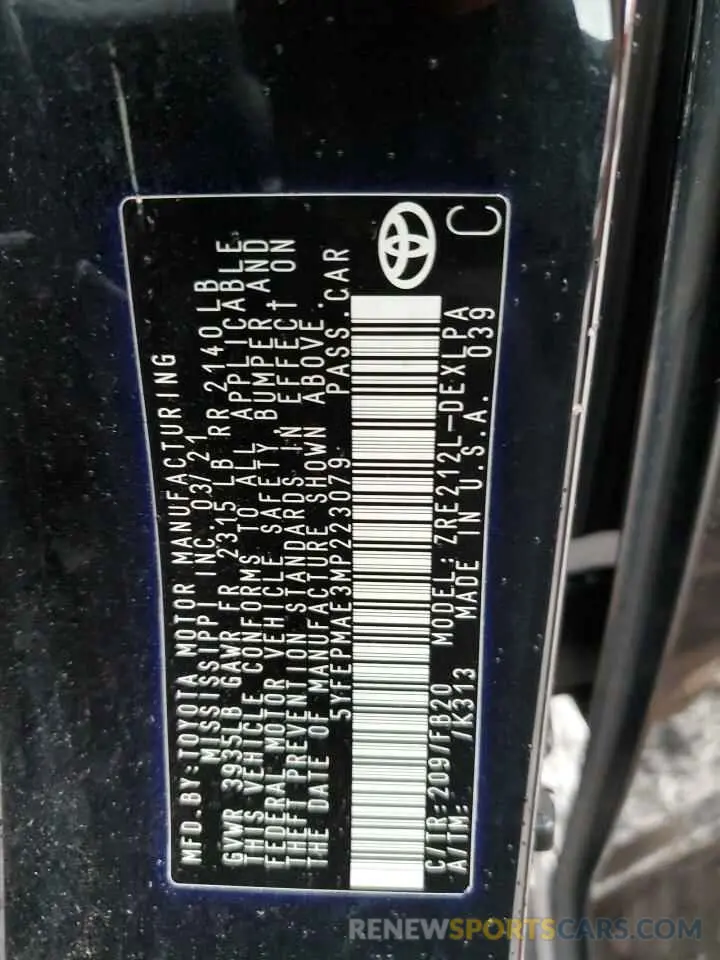 MFD.BY:TOYOTA MOTOR MANUFACTURING
MISSISSIPPI INC. 03/21
GVWR 3935LB GAWR FR 2315 LB RR 2140 LB
THIS VEHICLE CONFORMS TO ALL APPLICABLE
FEDERAL MOTOR VEHICLE SAFETY, BUMPER AND
THEFT PREVENTION STANDARDS IN EFFECT ON
THE DATE OF MANUFACTURE SHOWN ABOVE.
5YFEPMAE3MP223079 PASS.CAR
C/TR:209/FB20 MODEL: ZRE212L-DEXLPA
A/TM: /K313 MADE IN U.S.A. 039
C
RENEWSPORTSCARS.COM